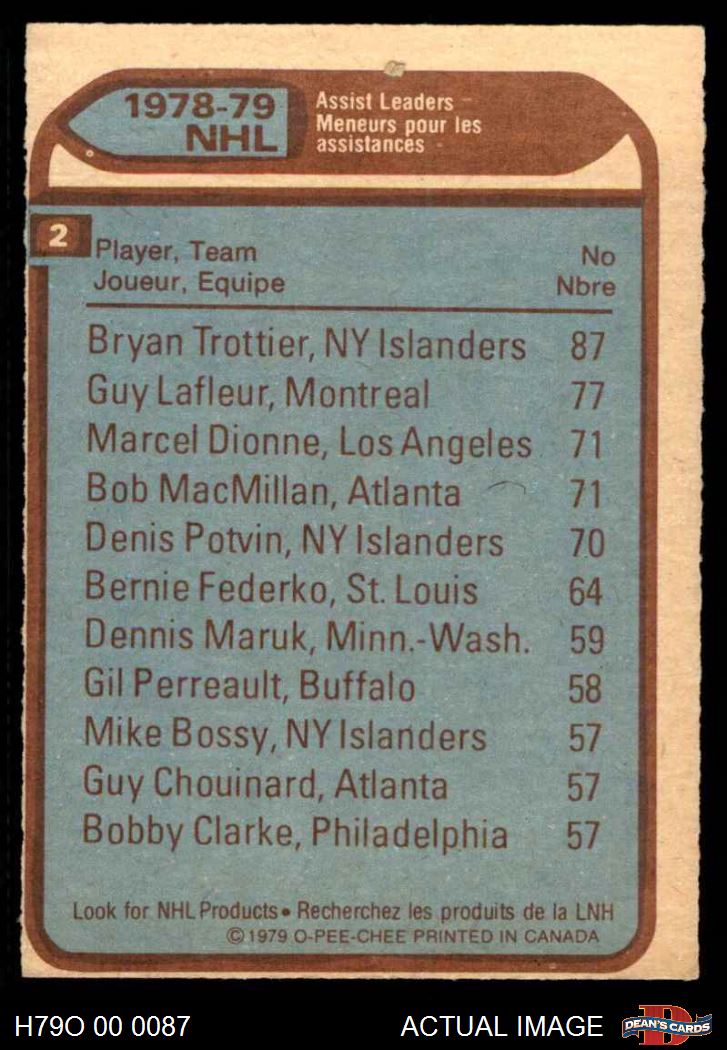 1978-79
NHL
Assist Leaders
Meneurs pour les
assistances
2
Player, Team No
Joueur, Equipe Nbre
Bryan Trottier, NY Islanders 87
Guy Lafleur, Montreal 77
Marcel Dionne, Los Angeles 71
Bob MacMillan, Atlanta 71
Denis Potvin, NY Islanders 70
Bernie Federko, St. Louis 64
Dennis Maruk, Minn.-Wash. 59
Gil Perreault, Buffalo 58
Mike Bossy, NY Islanders 57
Guy Chouinard, Atlanta 57
Bobby Clarke, Philadelphia 57
Look for NHL Products • Recherchez les produits de la LNH
© 1979 O-PEE-CHEE PRINTED IN CANADA
H79O 00 0087 ACTUAL IMAGE
D
DEAN'S CARDS